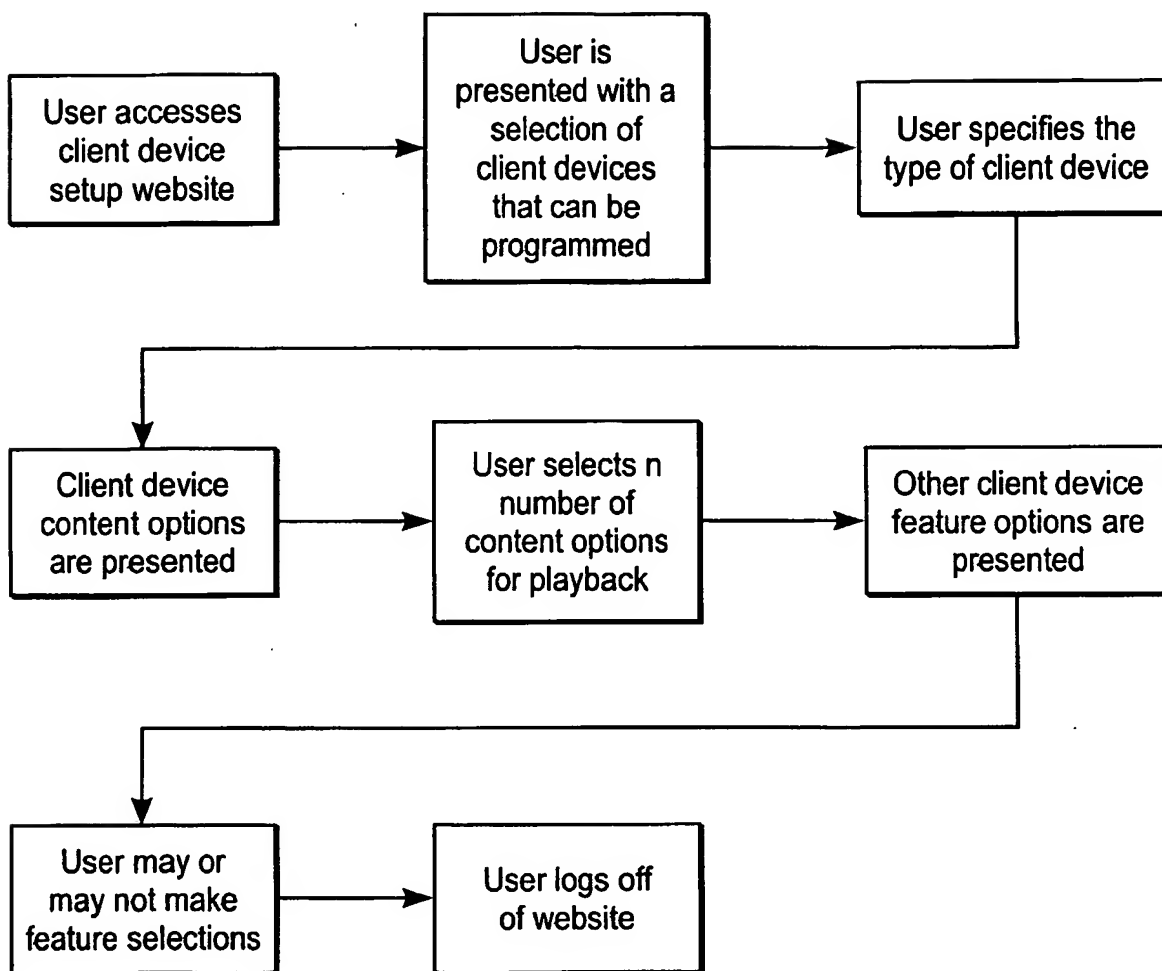 User accesses
client device
setup website
User is
presented with a
selection of
client devices
that can be
programmed
User specifies the
type of client device
Client device
content options
are presented
User selects n
number of
content options
for playback
Other client device
feature options are
presented
User may or
may not make
feature selections
User logs off
of website